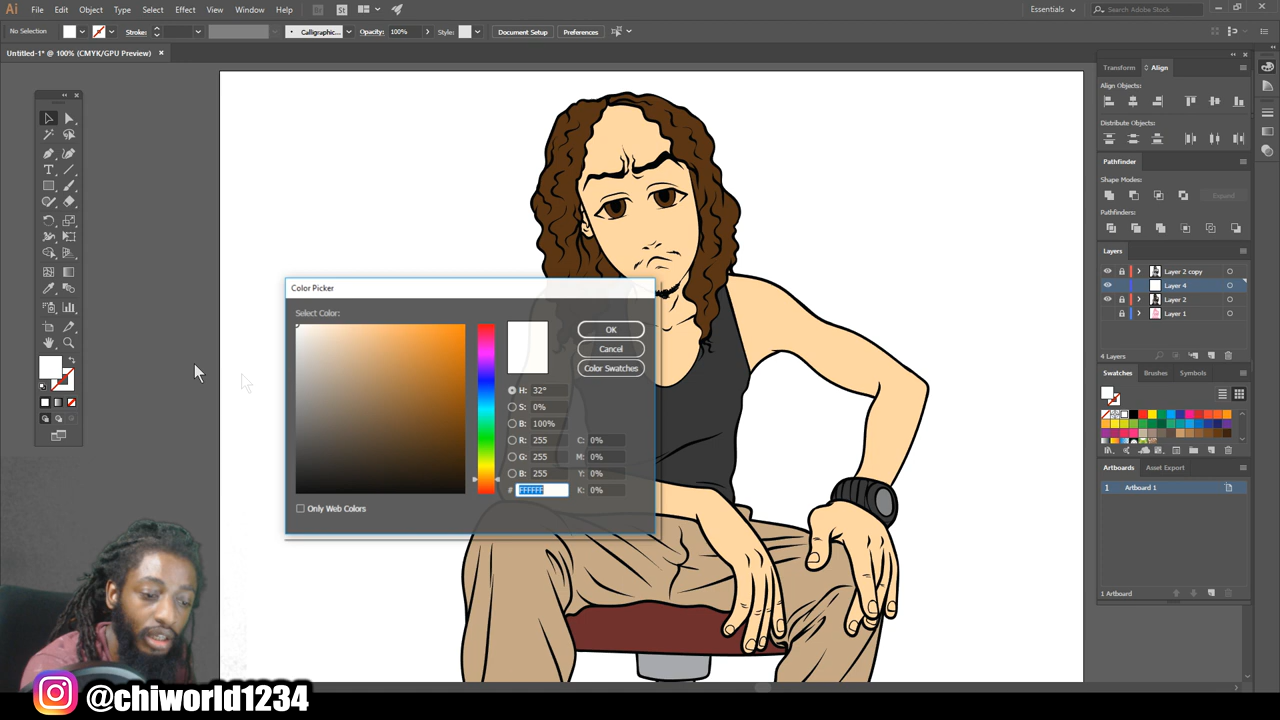 Ai File Edit Object Type Select Effect View Window Help Br St Essentials Search Adobe Stock
No Selection Stroke: Calligraphic... Opacity: 100% Style: Document Setup Preferences
Untitled-1* @ 100% (CMYK/GPU Preview)
Transform Align
Align Objects:
Distribute Objects:
Pathfinder
Shape Modes:
Expand
Pathfinders:
Layers
Layer 2 copy
Layer 4
Layer 2
Layer 1
4 Layers
Swatches Brushes Symbols
Artboards Asset Export
1 Artboard 1
1 Artboard
Color Picker
Select Color:
OK
Cancel
Color Swatches
H: 32°
S: 0%
B: 100%
R: 255 C: 0%
G: 255 M: 0%
B: 255 Y: 0%
# FFFFFF K: 0%
Only Web Colors
@chiworld1234